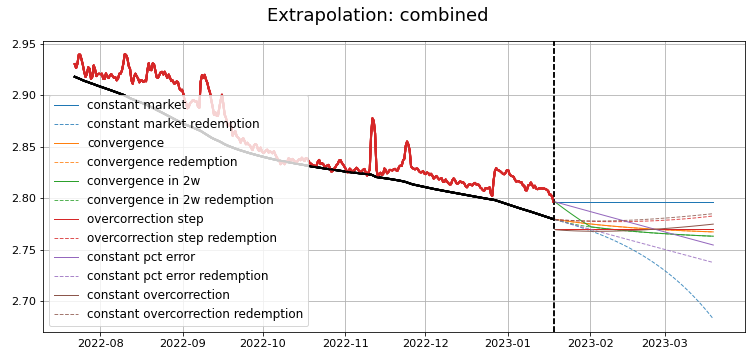 Extrapolation: combined
2.95
2.90
2.85
2.80
2.75
2.70
constant market
constant market redemption
convergence
convergence redemption
convergence in 2w
convergence in 2w redemption
overcorrection step
overcorrection step redemption
constant pct error
constant pct error redemption
constant overcorrection
constant overcorrection redemption
2022-08 2022-09 2022-10 2022-11 2022-12 2023-01 2023-02 2023-03